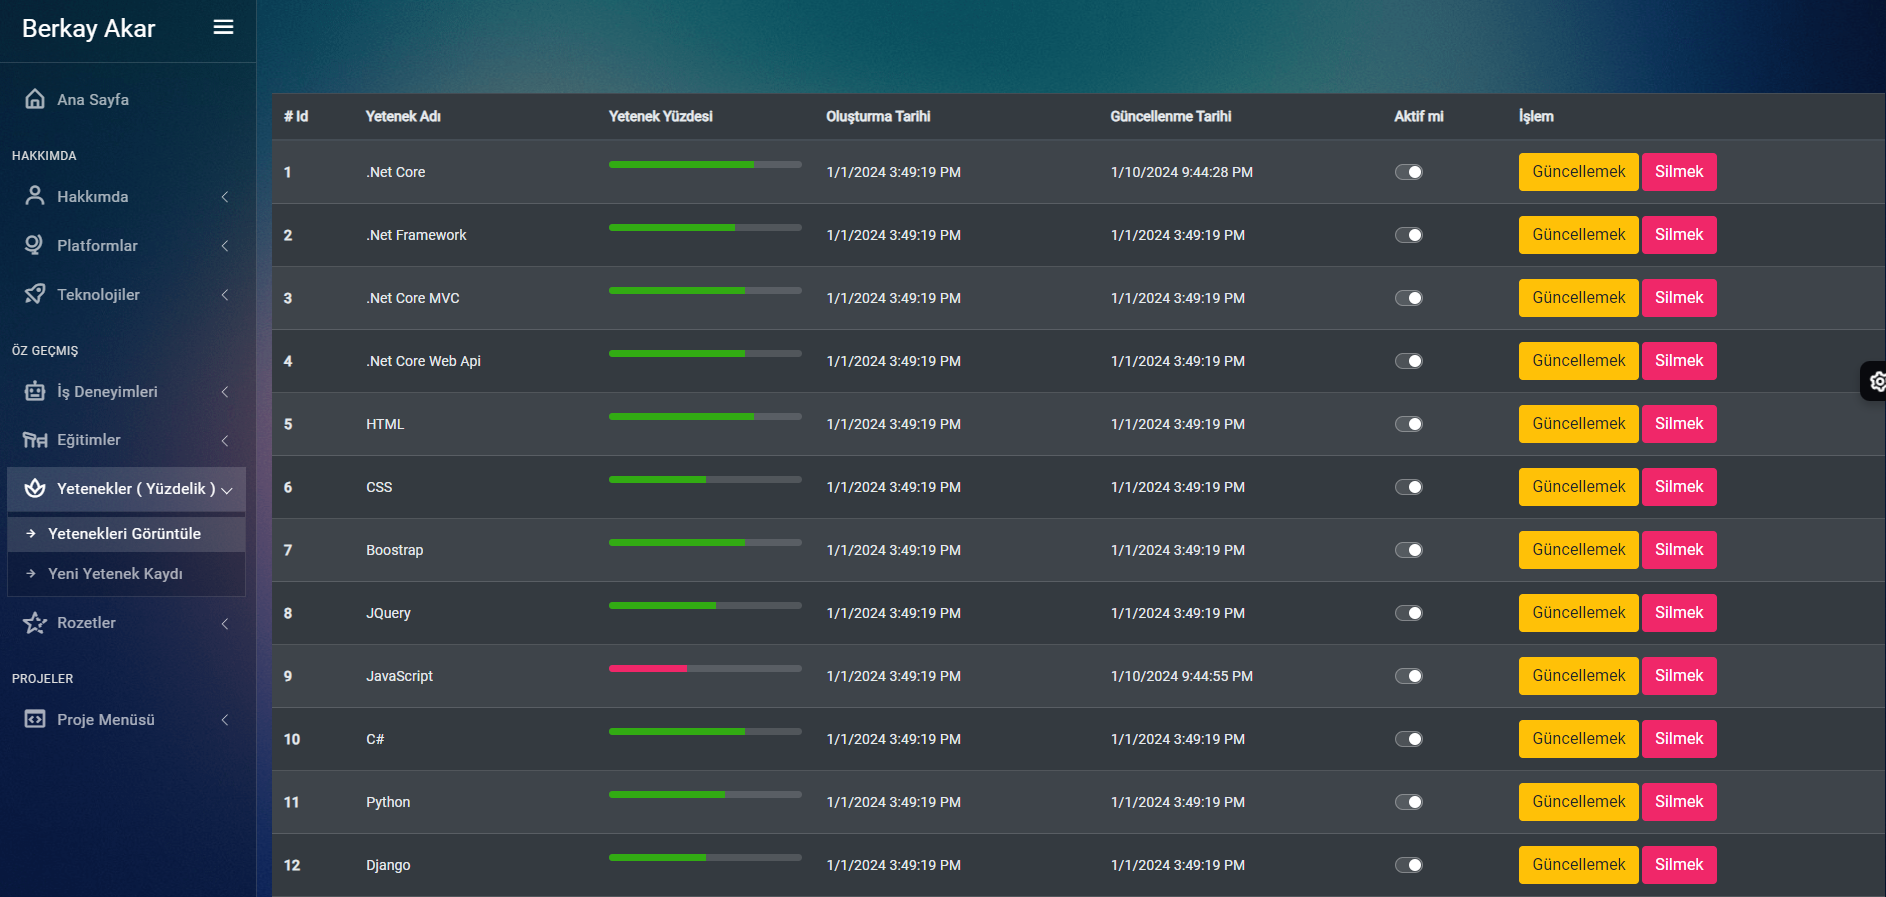 Berkay Akar
Ana Sayfa
HAKKIMDA
Hakkımda
Platformlar
Teknolojiler
ÖZ GEÇMIŞ
İş Deneyimleri
Eğitimler
Yetenekler ( Yüzdelik )
Yetenekleri Görüntüle
Yeni Yetenek Kaydı
Rozetler
PROJELER
Proje Menüsü
# Id Yetenek Adı Yetenek Yüzdesi Oluşturma Tarihi Güncellenme Tarihi Aktif mi İşlem
1 .Net Core 1/1/2024 3:49:19 PM 1/10/2024 9:44:28 PM Güncellemek Silmek
2 .Net Framework 1/1/2024 3:49:19 PM 1/1/2024 3:49:19 PM Güncellemek Silmek
3 .Net Core MVC 1/1/2024 3:49:19 PM 1/1/2024 3:49:19 PM Güncellemek Silmek
4 .Net Core Web Api 1/1/2024 3:49:19 PM 1/1/2024 3:49:19 PM Güncellemek Silmek
5 HTML 1/1/2024 3:49:19 PM 1/1/2024 3:49:19 PM Güncellemek Silmek
6 CSS 1/1/2024 3:49:19 PM 1/1/2024 3:49:19 PM Güncellemek Silmek
7 Boostrap 1/1/2024 3:49:19 PM 1/1/2024 3:49:19 PM Güncellemek Silmek
8 JQuery 1/1/2024 3:49:19 PM 1/1/2024 3:49:19 PM Güncellemek Silmek
9 JavaScript 1/1/2024 3:49:19 PM 1/10/2024 9:44:55 PM Güncellemek Silmek
10 C# 1/1/2024 3:49:19 PM 1/1/2024 3:49:19 PM Güncellemek Silmek
11 Python 1/1/2024 3:49:19 PM 1/1/2024 3:49:19 PM Güncellemek Silmek
12 Django 1/1/2024 3:49:19 PM 1/1/2024 3:49:19 PM Güncellemek Silmek